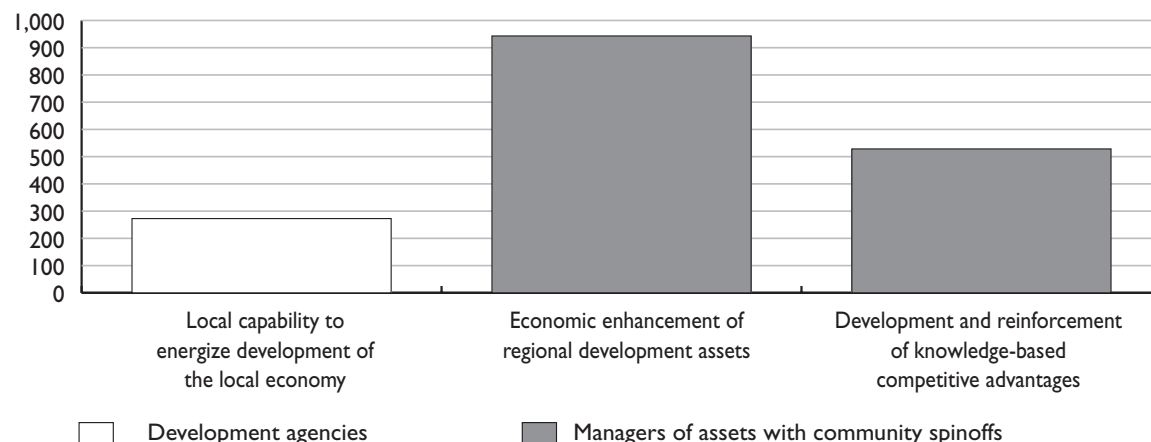 1,000
900
800
700
600
500
400
300
200
100
0
Local capability to
energize development of
the local economy
Economic enhancement of
regional development assets
Development and reinforcement
of knowledge-based
competitive advantages
Development agencies
Managers of assets with community spinoffs